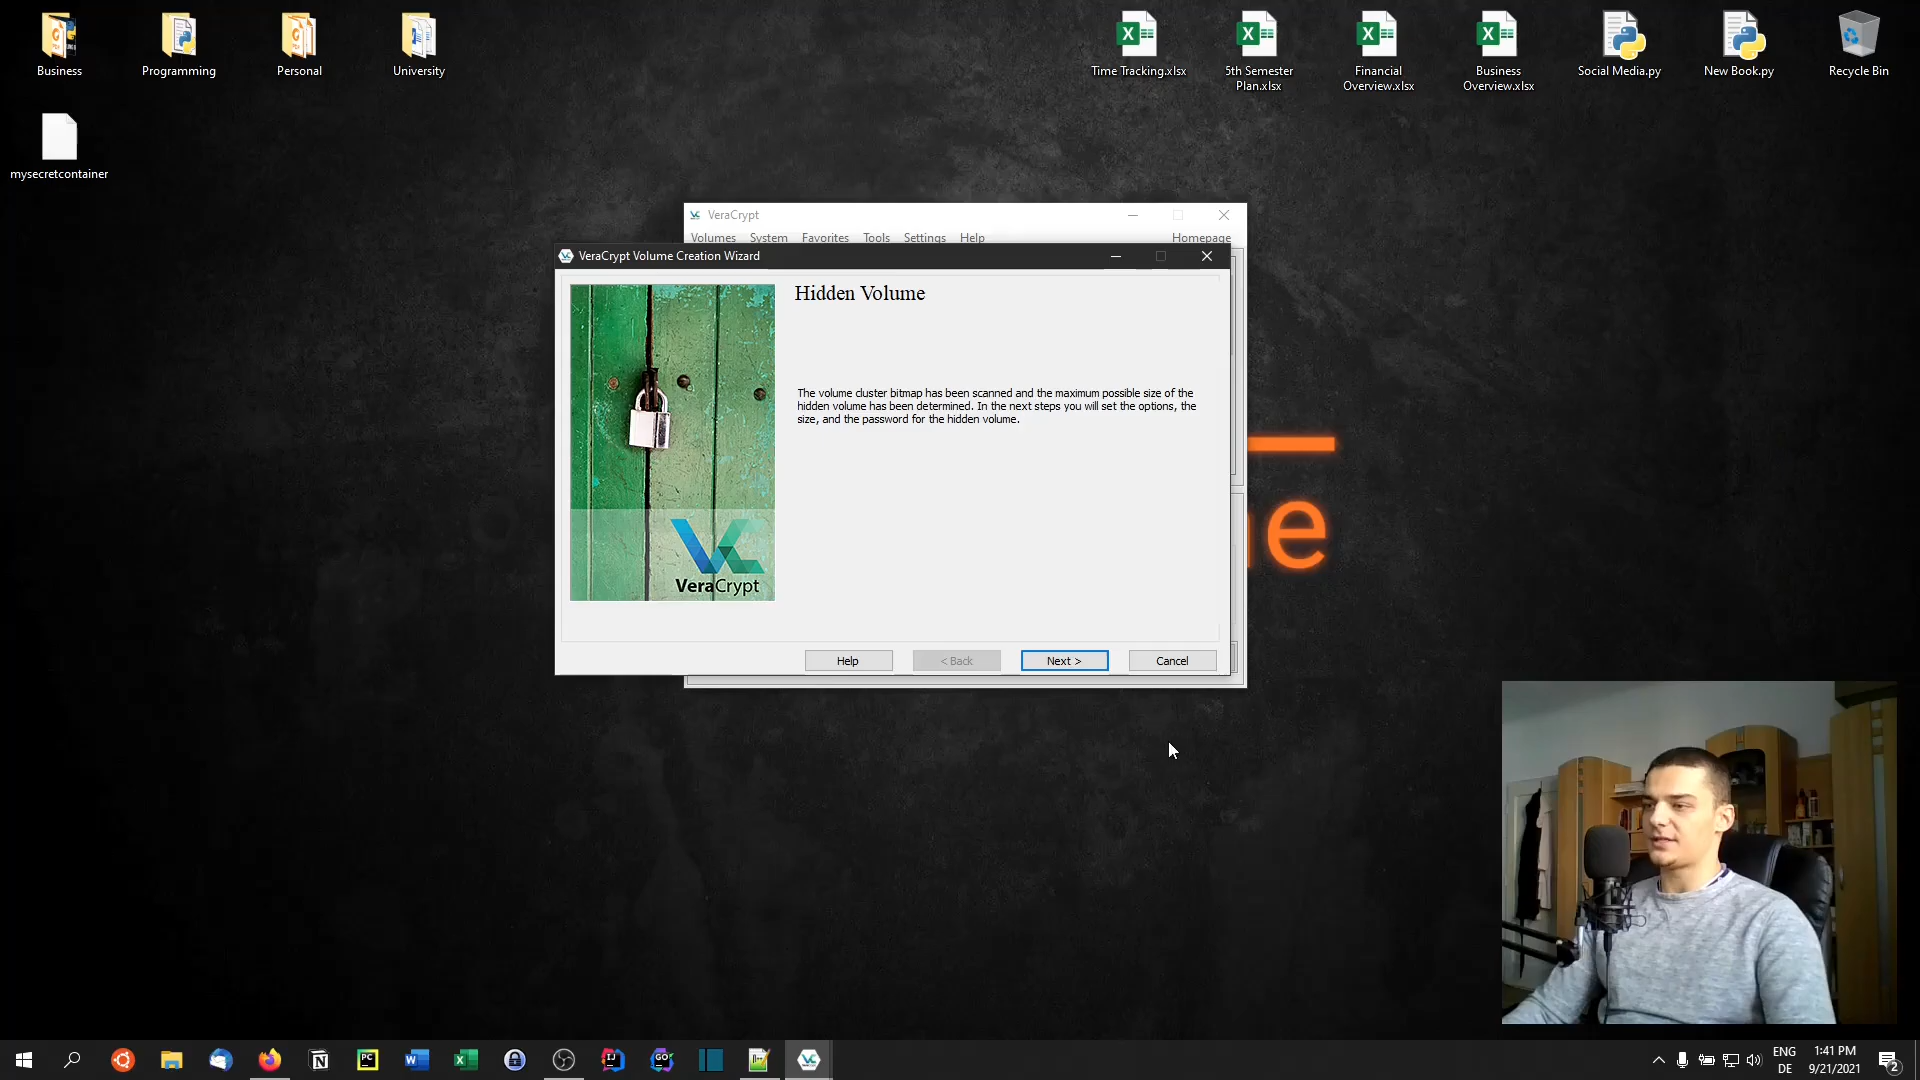 Business
Programming
Personal
University
Time Tracking.xlsx
5th Semester
Plan.xlsx
Financial
Overview.xlsx
Business
Overview.xlsx
Social Media.py
New Book.py
Recycle Bin
mysecretcontainer
VeraCrypt
Volumes System Favorites Tools Settings Help Homepage
VeraCrypt Volume Creation Wizard
Hidden Volume
The volume cluster bitmap has been scanned and the maximum possible size of the
hidden volume has been determined. In the next steps you will set the options, the
size, and the password for the hidden volume.
VeraCrypt
Help
< Back
Next >
Cancel
e
PC
W
X
IJ
GO
ENG
DE
1:41 PM
9/21/2021
2